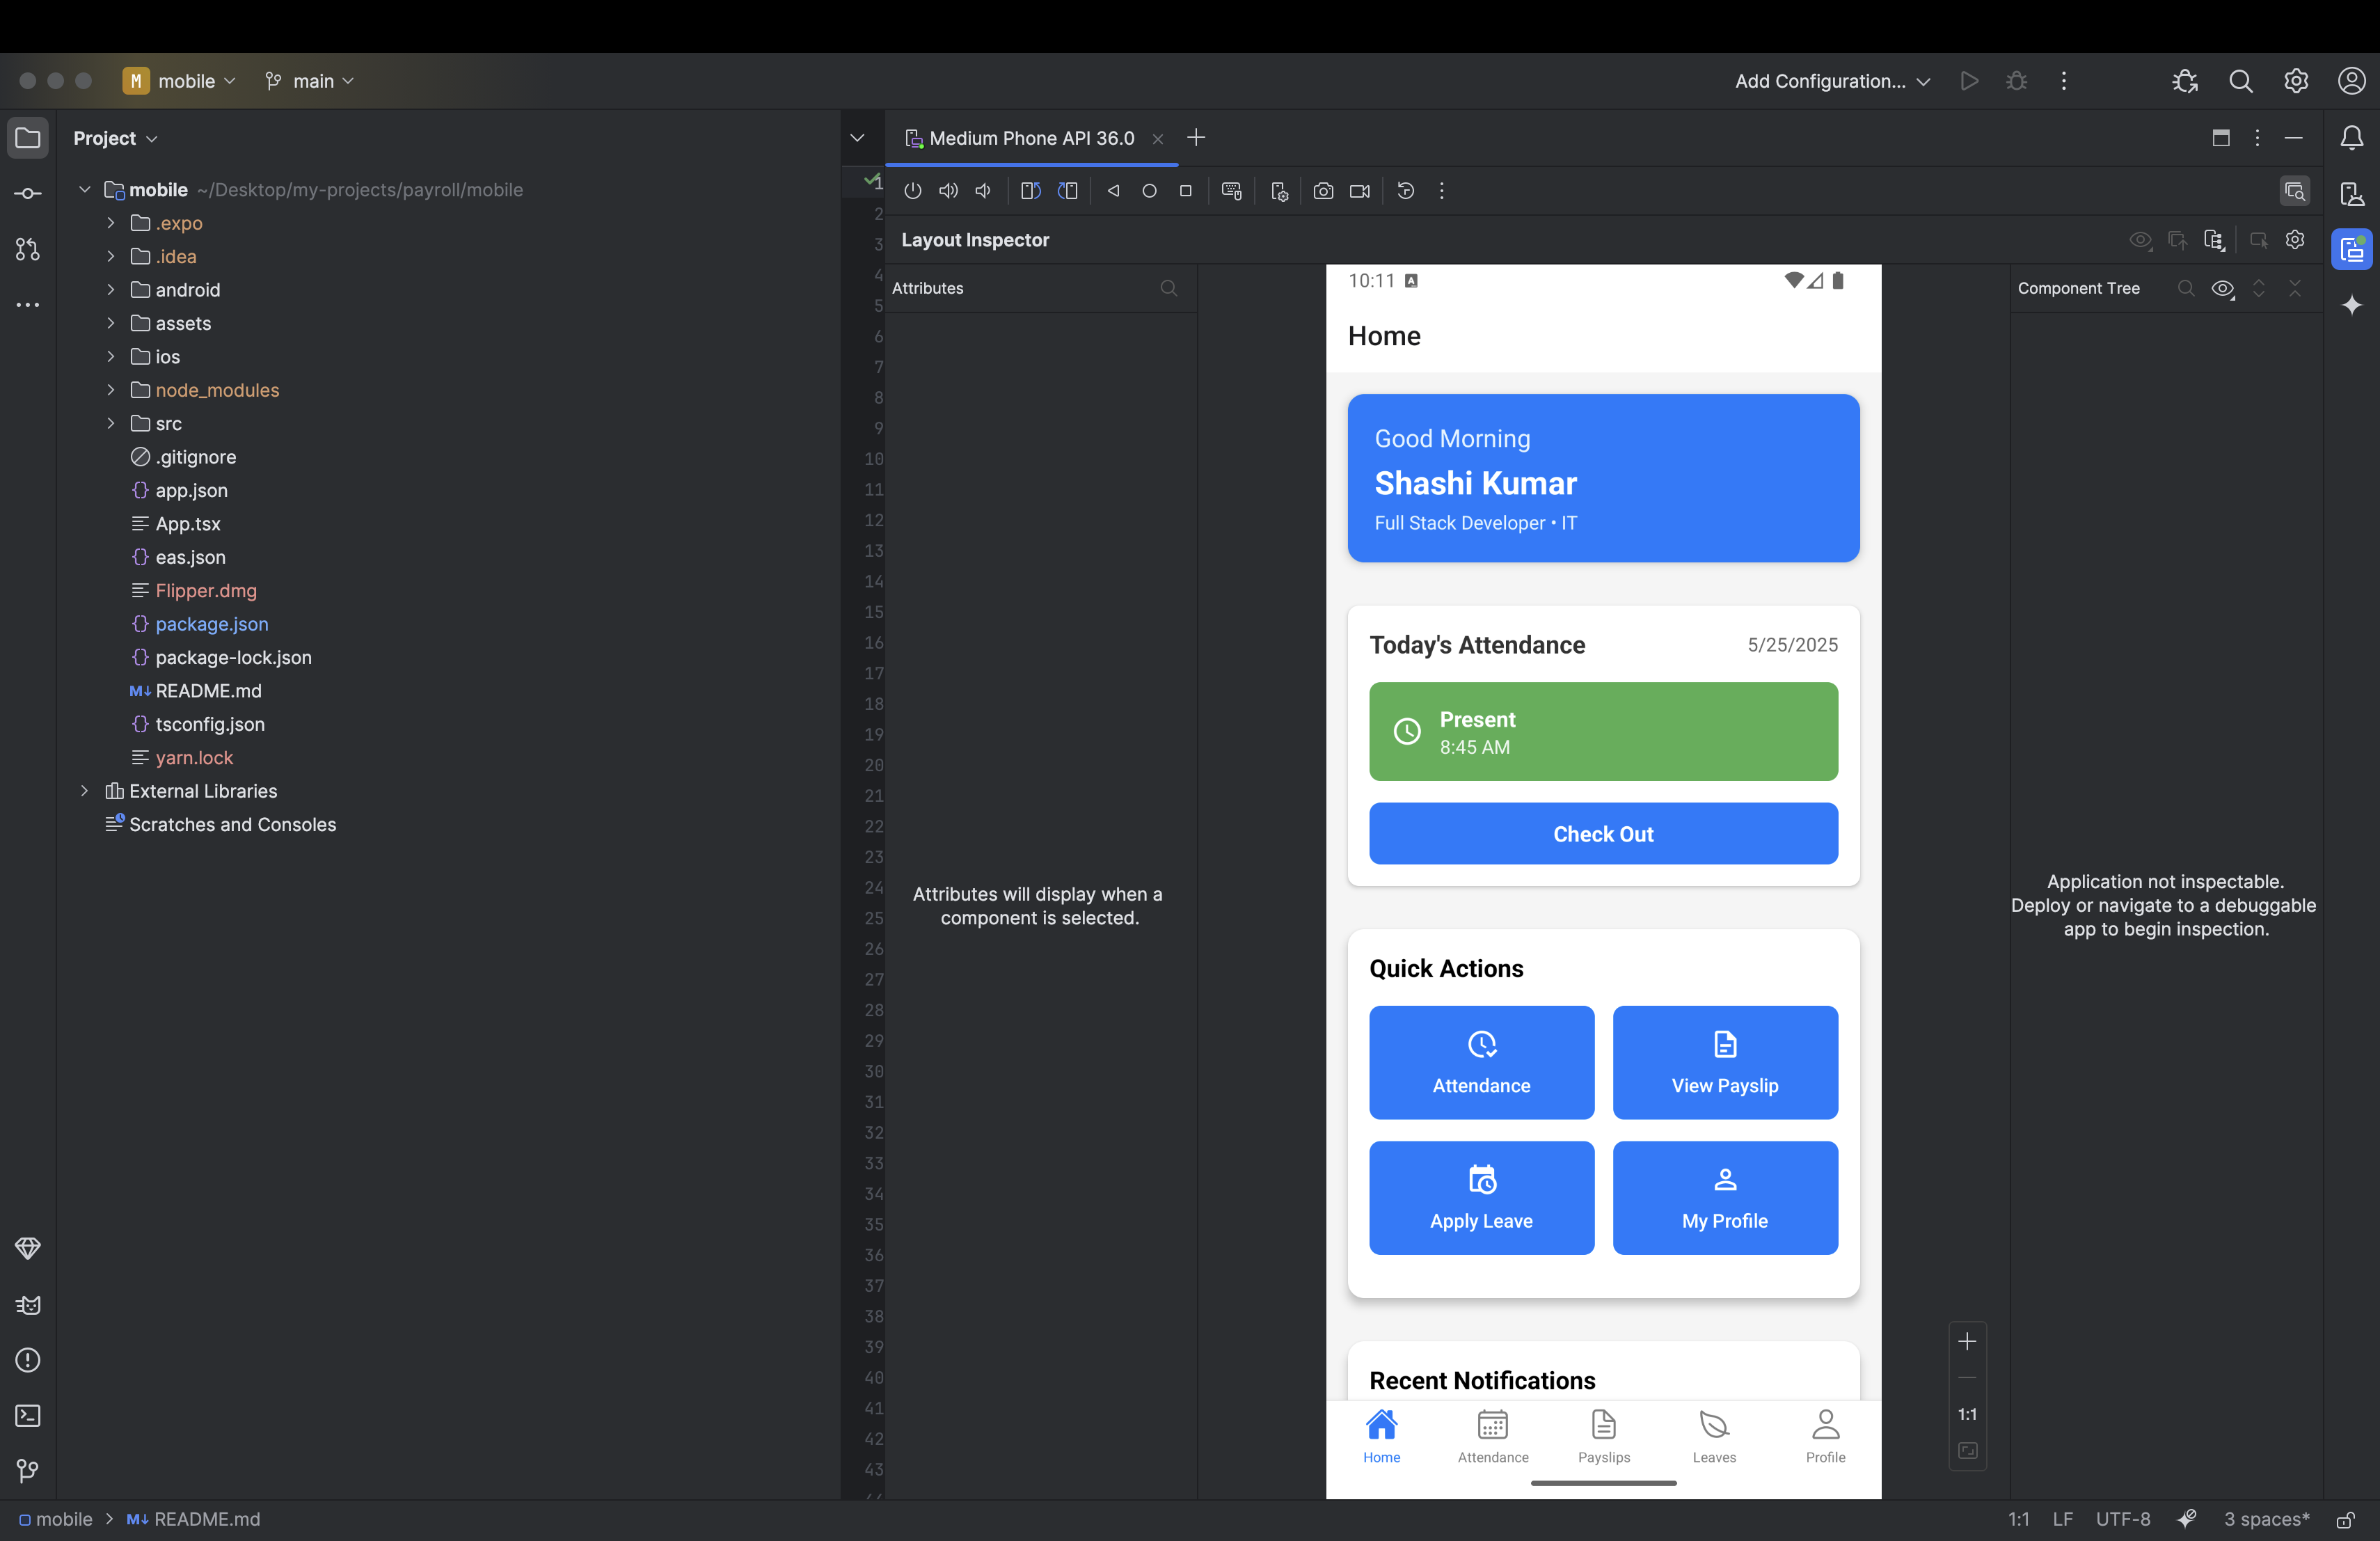 M mobile main
Add Configuration...
Project
mobile ~/Desktop/my-projects/payroll/mobile
.expo
.idea
android
assets
ios
node_modules
src
.gitignore
app.json
App.tsx
eas.json
Flipper.dmg
package.json
package-lock.json
M↓ README.md
tsconfig.json
yarn.lock
External Libraries
Scratches and Consoles
1
2
3
4
5
6
7
8
9
10
11
12
13
14
15
16
17
18
19
20
21
22
23
24
25
26
27
28
29
30
31
32
33
34
35
36
37
38
39
40
41
42
43
Medium Phone API 36.0
Layout Inspector
Attributes
Attributes will display when a
component is selected.
10:11 A
Home
Good Morning
Shashi Kumar
Full Stack Developer • IT
Today's Attendance 5/25/2025
Present
8:45 AM
Check Out
Quick Actions
Attendance View Payslip
Apply Leave My Profile
Recent Notifications
Home Attendance Payslips Leaves Profile
1:1
Component Tree
Application not inspectable.
Deploy or navigate to a debuggable
app to begin inspection.
mobile M↓ README.md
1:1 LF UTF-8 3 spaces*